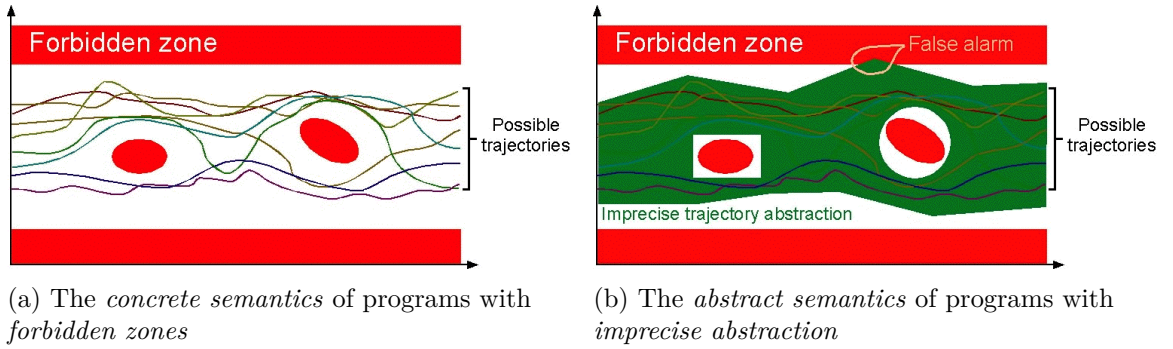 Forbidden zone
Possible
trajectories
(a) The concrete semantics of programs with
forbidden zones
Forbidden zone
False alarm
Possible
trajectories
Imprecise trajectory abstraction
(b) The abstract semantics of programs with
imprecise abstraction